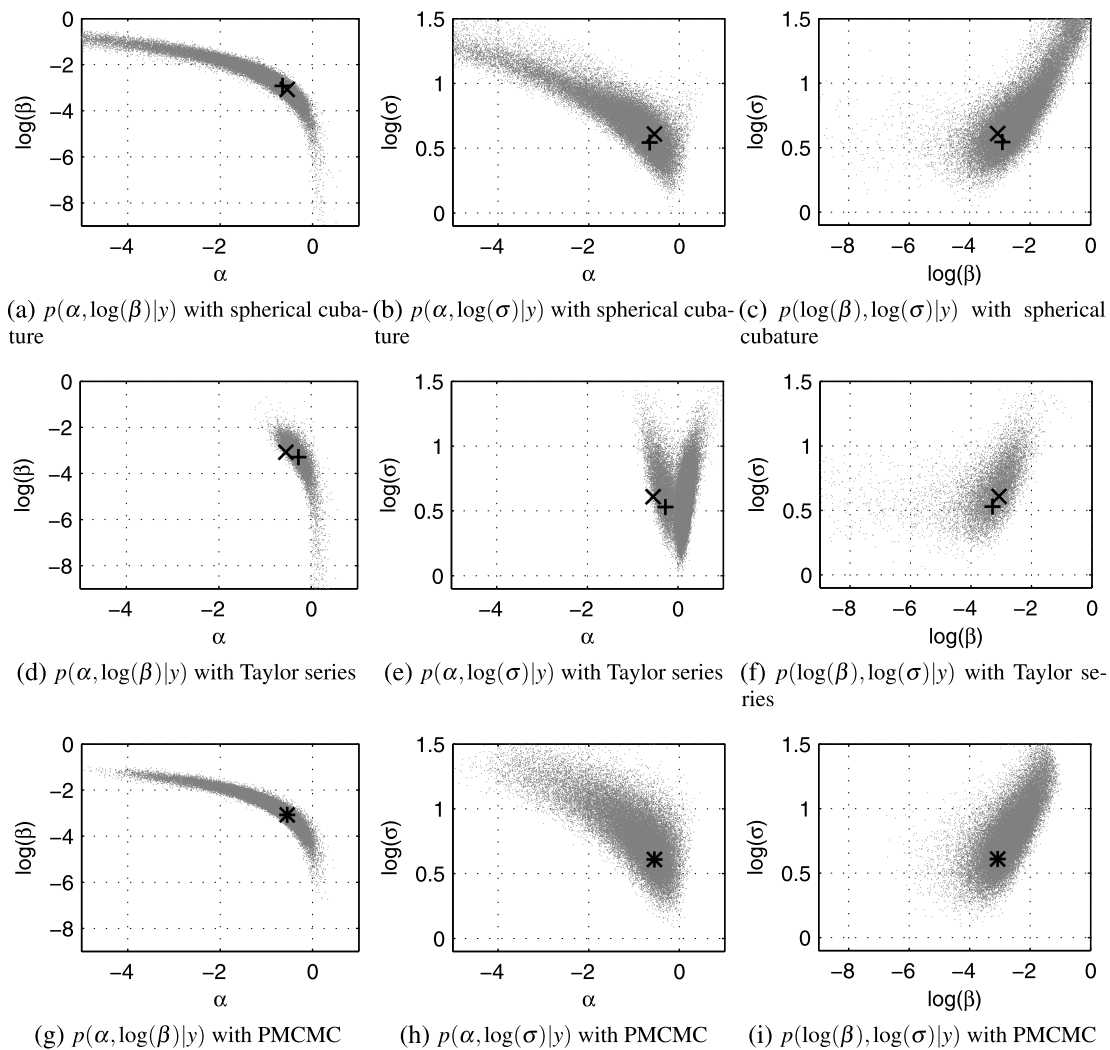 0
−2
−4
−6
−8
log(β)
−4
−2
0
α
1.5
1
0.5
0
log(σ)
−4
−2
0
α
1.5
1
0.5
0
log(σ)
−8
−6
−4
−2
0
log(β)
(a) p(α,log(β)|y) with spherical cuba-
ture
(b) p(α,log(σ)|y) with spherical cuba-
ture
(c) p(log(β),log(σ)|y) with spherical
cubature
0
−2
−4
−6
−8
log(β)
−4
−2
0
α
1.5
1
0.5
0
log(σ)
−4
−2
0
α
1.5
1
0.5
0
log(σ)
−8
−6
−4
−2
0
log(β)
(d) p(α,log(β)|y) with Taylor series
(e) p(α,log(σ)|y) with Taylor series
(f) p(log(β),log(σ)|y) with Taylor se-
ries
0
−2
−4
−6
−8
log(β)
−4
−2
0
α
1.5
1
0.5
0
log(σ)
−4
−2
0
α
1.5
1
0.5
0
log(σ)
−8
−6
−4
−2
0
log(β)
(g) p(α,log(β)|y) with PMCMC
(h) p(α,log(σ)|y) with PMCMC
(i) p(log(β),log(σ)|y) with PMCMC